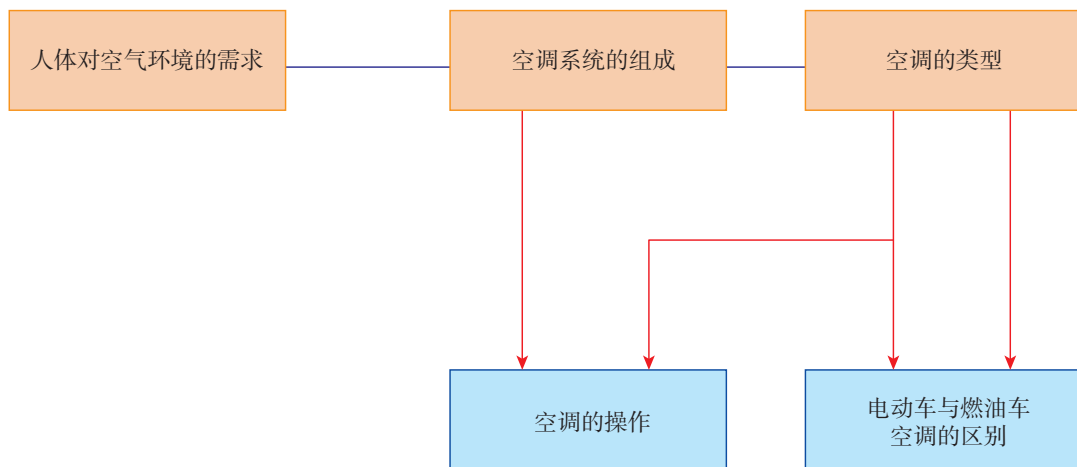 人体对空气环境的需求
空调系统的组成
空调的类型
空调的操作
电动车与燃油车
空调的区别